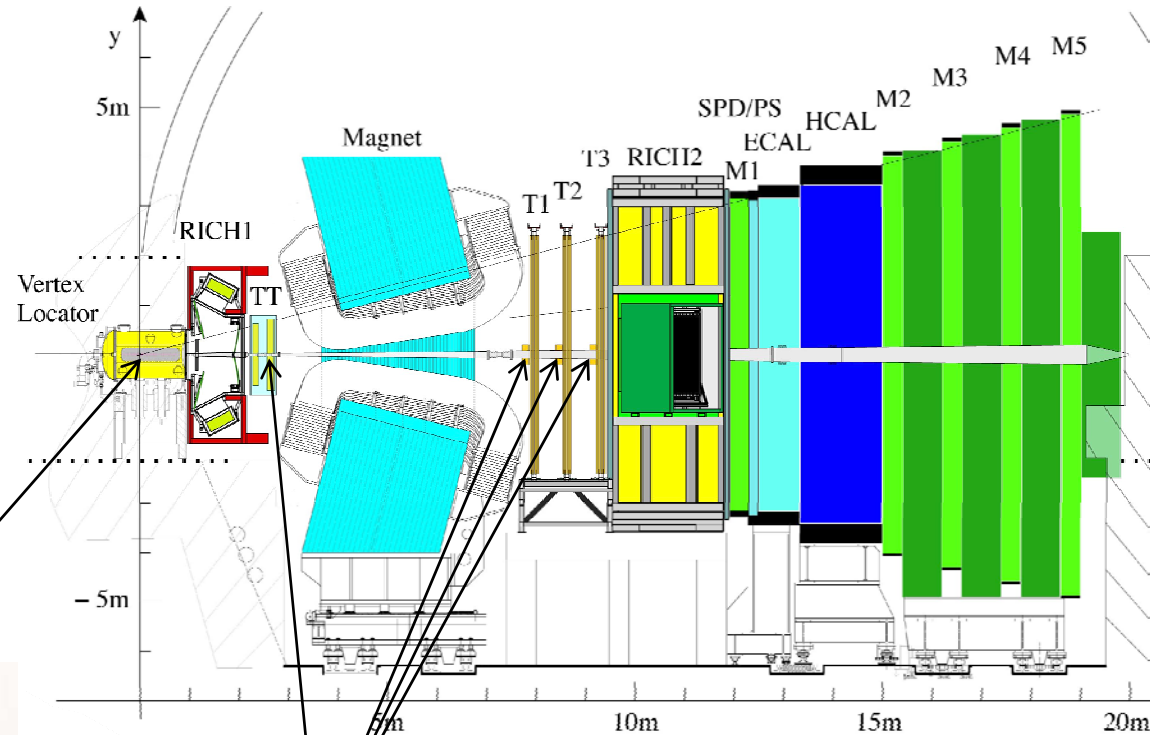 y
5m
Magnet
SPD/PS
ECAL
HCAL
M1
M2
M3
M4
M5
T1
T2
T3
RICH2
RICH1
TT
Vertex
Locator
− 5m
5m
10m
15m
20m